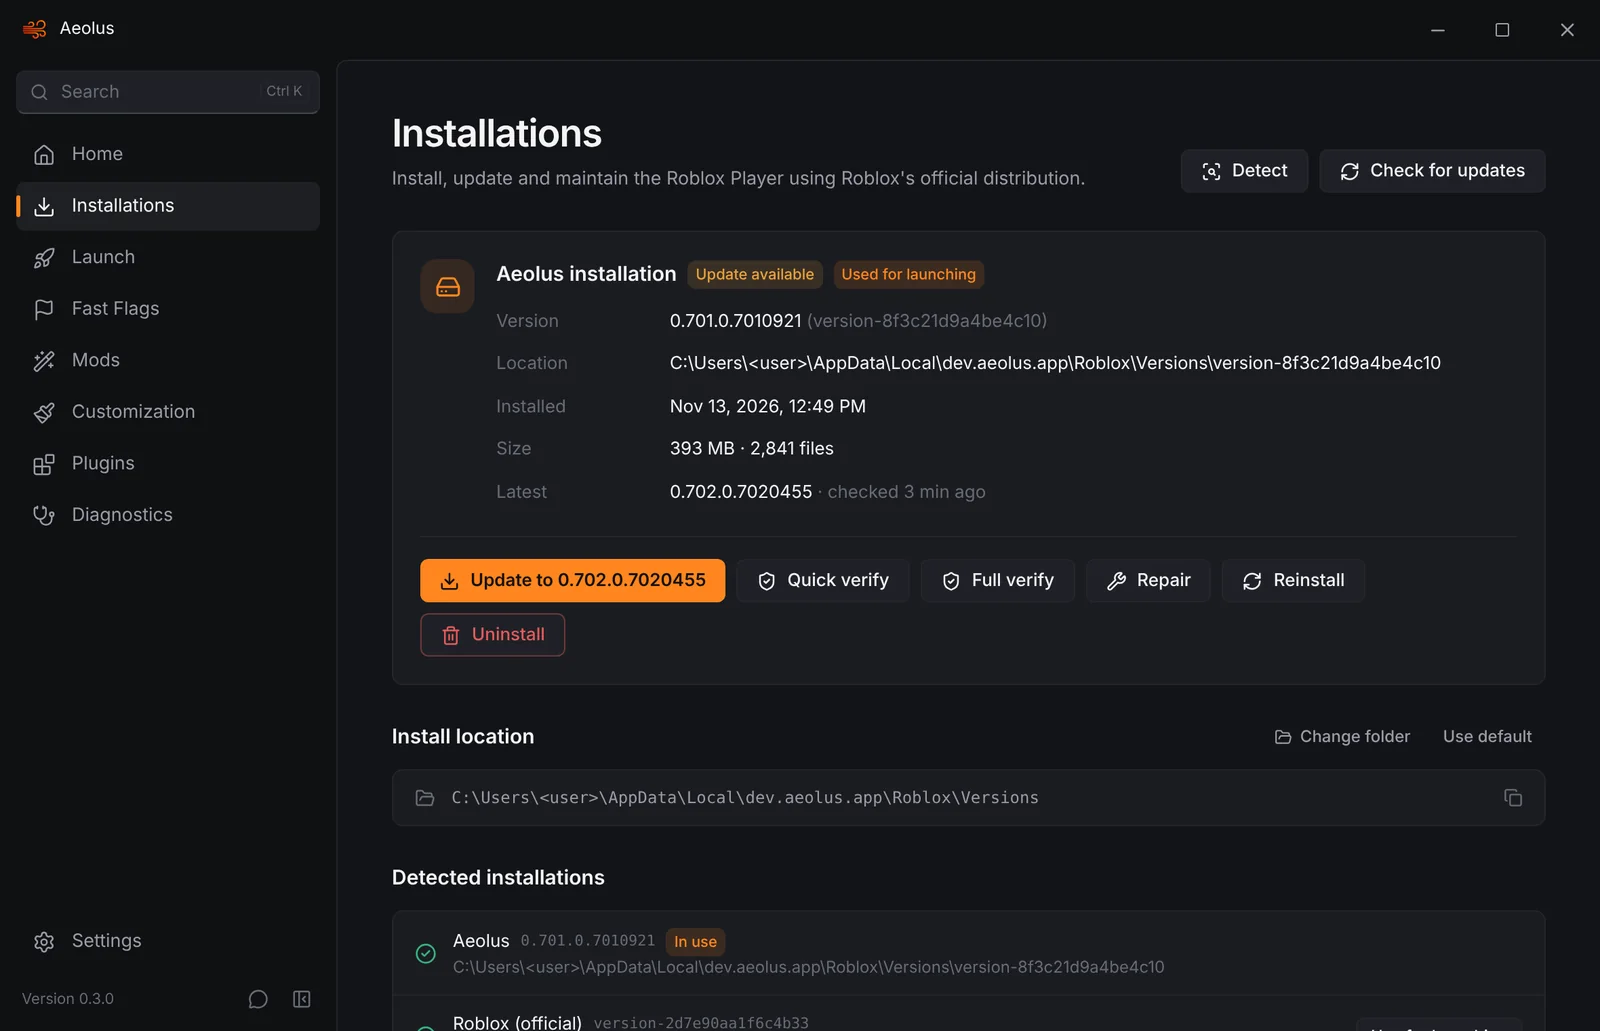 Aeolus
Search Ctrl K
Home
Installations
Launch
Fast Flags
Mods
Customization
Plugins
Diagnostics
Settings
Version 0.3.0
Installations
Install, update and maintain the Roblox Player using Roblox's official distribution.
Detect
Check for updates
Aeolus installation Update available Used for launching
Version 0.701.0.7010921 (version-8f3c21d9a4be4c10)
Location C:\Users\<user>\AppData\Local\dev.aeolus.app\Roblox\Versions\version-8f3c21d9a4be4c10
Installed Nov 13, 2026, 12:49 PM
Size 393 MB · 2,841 files
Latest 0.702.0.7020455 · checked 3 min ago
Update to 0.702.0.7020455 Quick verify Full verify Repair Reinstall
Uninstall
Install location Change folder Use default
C:\Users\<user>\AppData\Local\dev.aeolus.app\Roblox\Versions
Detected installations
Aeolus 0.701.0.7010921 In use
C:\Users\<user>\AppData\Local\dev.aeolus.app\Roblox\Versions\version-8f3c21d9a4be4c10
Roblox (official) version-2d7e90aa1f6c4b33